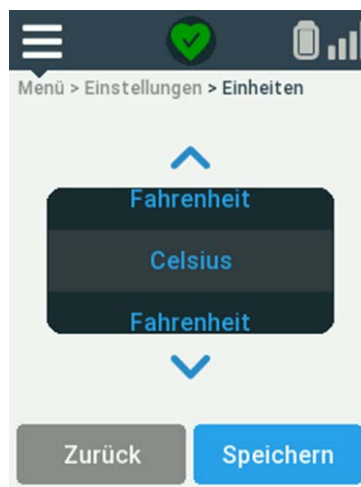 Menü > Einstellungen > Einheiten
Fahrenheit
Celsius
Fahrenheit
Zurück
Speichern